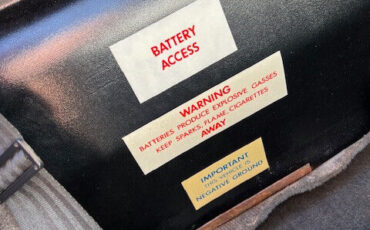 BATTERY
ACCESS
WARNING
BATTERIES PRODUCE EXPLOSIVE GASSES
KEEP SPARKS, FLAME, CIGARETTES
AWAY
IMPORTANT
THIS VEHICLE IS
NEGATIVE GROUND